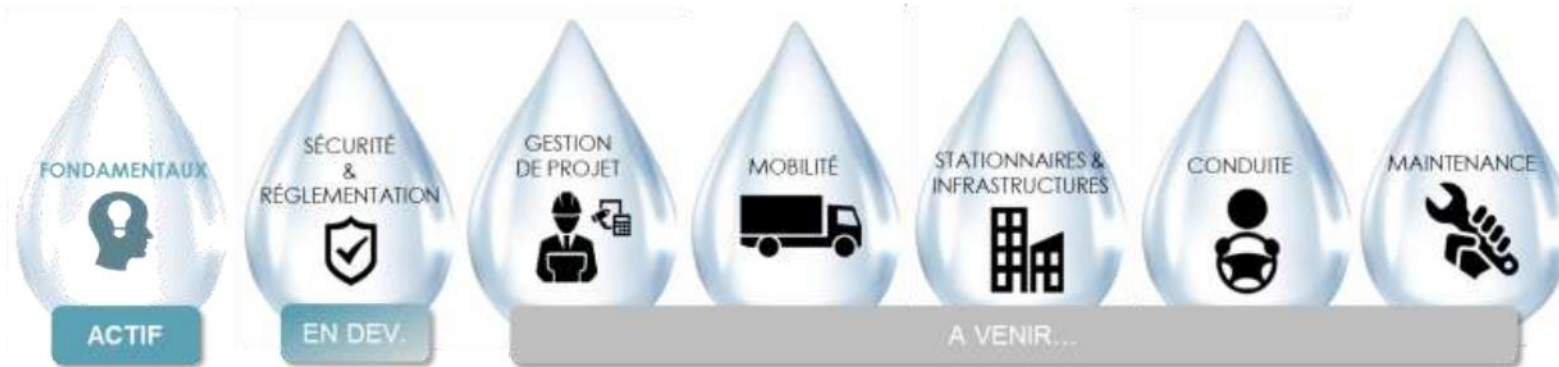 FONDAMENTAUX
SÉCURITÉ
&
RÉGLEMENTATION
GESTION
DE PROJET
MOBILITÉ
STATIONNAIRES &
INFRASTRUCTURES
CONDUITE
MAINTENANCE
ACTIF
EN DEV.
A VENIR...